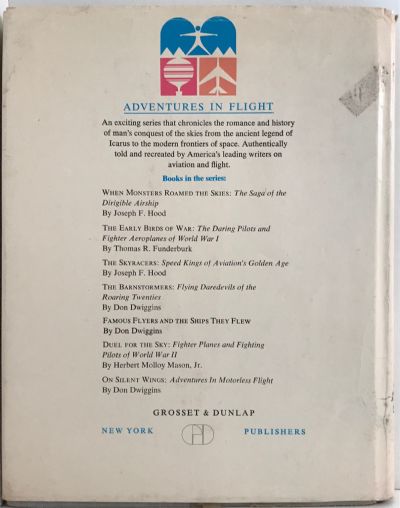 ADVENTURES IN FLIGHT
An exciting series that chronicles the romance and history
of man's conquest of the skies from the ancient legend of
Icarus to the modern frontiers of space. Authentically
told and recreated by America's leading writers on
aviation and flight.
Books in the series:
WHEN MONSTERS ROAMED THE SKIES: The Saga of the
Dirigible Airship
By Joseph F. Hood
THE EARLY BIRDS OF WAR: The Daring Pilots and
Fighter Aeroplanes of World War I
By Thomas R. Funderburk
THE SKYRACERS: Speed Kings of Aviation's Golden Age
By Joseph F. Hood
THE BARNSTORMERS: Flying Daredevils of the
Roaring Twenties
By Don Dwiggins
FAMOUS FLYERS AND THE SHIPS THEY FLEW
By Don Dwiggins
DUEL FOR THE SKY: Fighter Planes and Fighting
Pilots of World War II
By Herbert Molloy Mason, Jr.
ON SILENT WINGS: Adventures In Motorless Flight
By Don Dwiggins
GROSSET & DUNLAP
NEW YORK GD PUBLISHERS